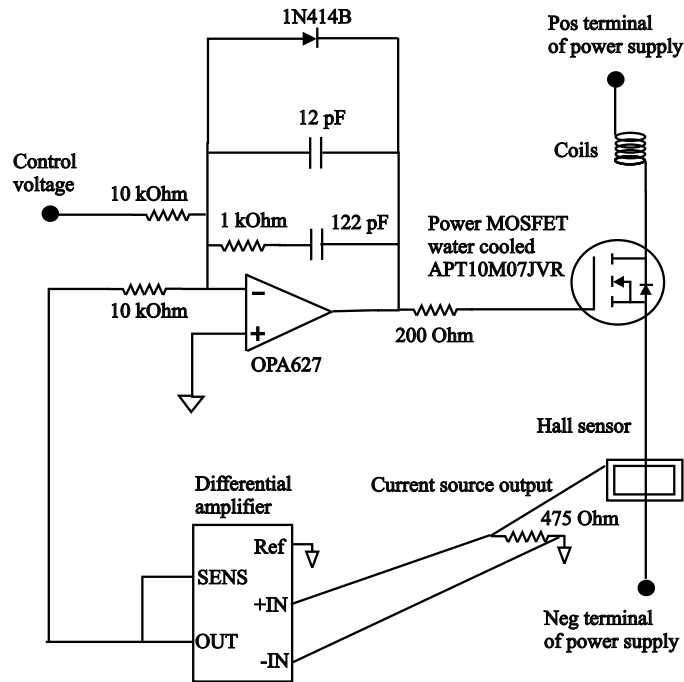 1N414B
Pos terminal
of power supply
12 pF
Coils
Control
voltage
10 kOhm
1 kOhm
122 pF
Power MOSFET
water cooled
APT10M07JVR
10 kOhm
−
+
OPA627
200 Ohm
Hall sensor
Current source output
475 Ohm
Differential
amplifier
Ref
SENS
+IN
OUT
-IN
Neg terminal
of power supply